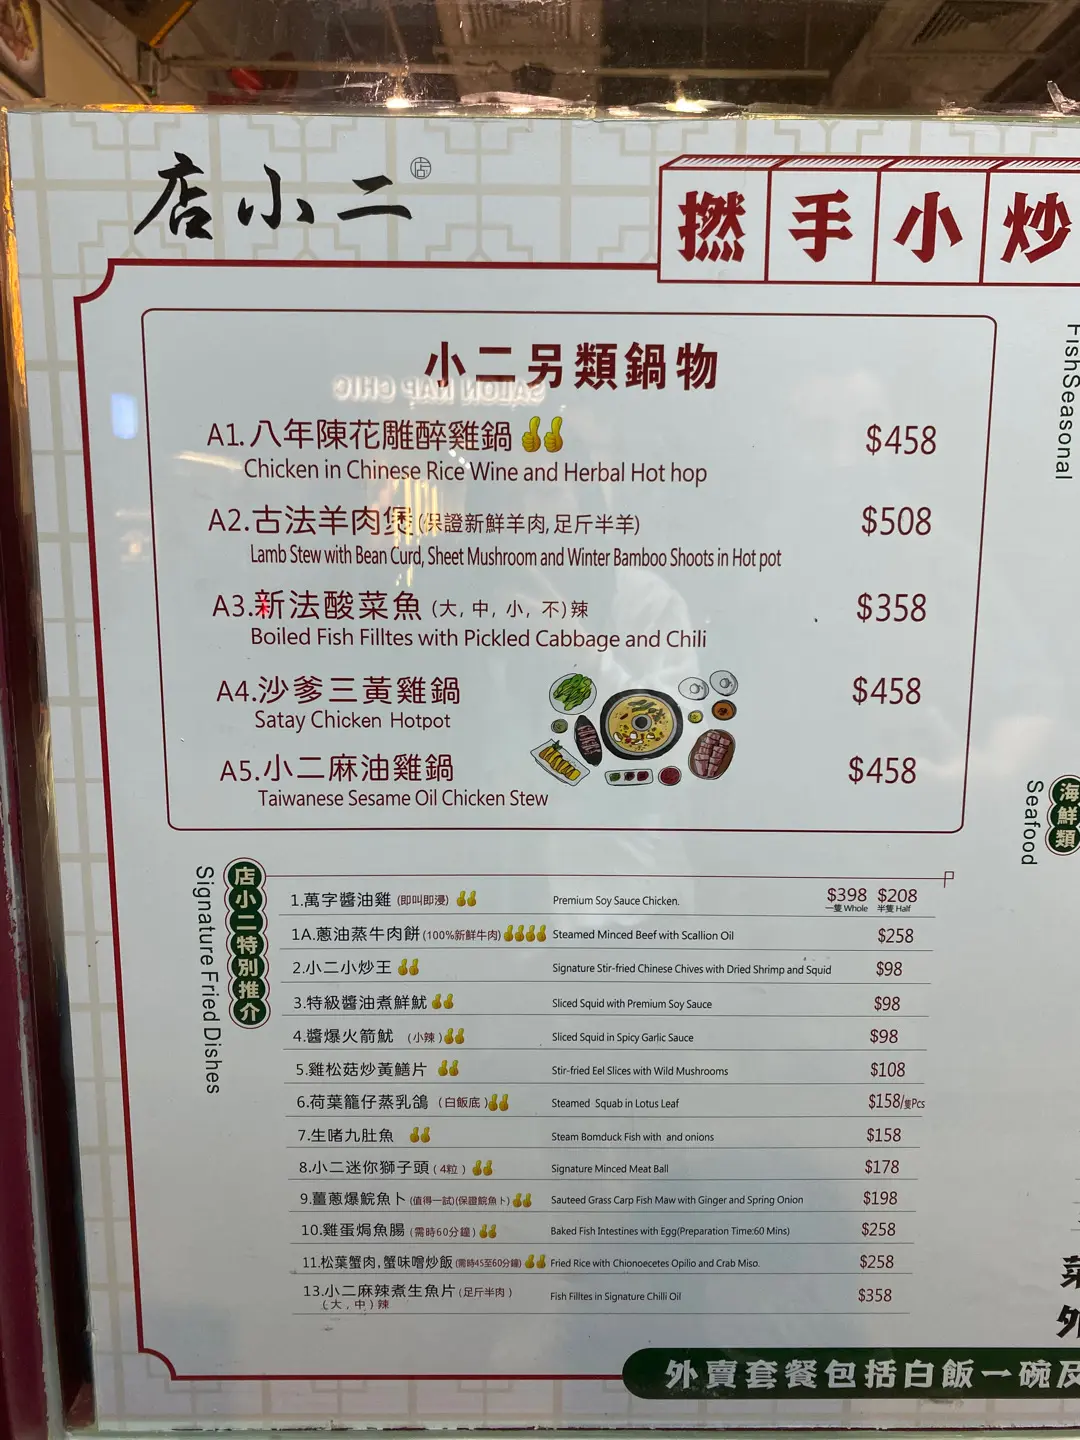 店小二 店
撚手小炒
小二另類鍋物
SALON HAP CHIC
A1.八年陳花雕醉雞鍋 $458
Chicken in Chinese Rice Wine and Herbal Hot hop
A2.古法羊肉煲(保證新鮮羊肉,足斤半羊) $508
Lamb Stew with Bean Curd, Sheet Mushroom and Winter Bamboo Shoots in Hot pot
A3.新法酸菜魚(大, 中, 小, 不)辣 $358
Boiled Fish Filltes with Pickled Cabbage and Chili
A4.沙爹三黃雞鍋 $458
Satay Chicken Hotpot
A5.小二麻油雞鍋 $458
Taiwanese Sesame Oil Chicken Stew
店小二特別推介
Signature Fried Dishes
1.萬字醬油雞(即叫即浸) Premium Soy Sauce Chicken. $398 $208
一隻 Whole 半隻 Half
1A.蔥油蒸牛肉餅(100%新鮮牛肉) Steamed Minced Beef with Scallion Oil $258
2.小二小炒王 Signature Stir-fried Chinese Chives with Dried Shrimp and Squid $98
3.特級醬油煮鮮魷 Sliced Squid with Premium Soy Sauce $98
4.醬爆火箭魷 (小辣) Sliced Squid in Spicy Garlic Sauce $98
5.雞松菇炒黃鱔片 Stir-fried Eel Slices with Wild Mushrooms $108
6.荷葉籠仔蒸乳鴿 (白飯底) Steamed Squab in Lotus Leaf $158/隻Pcs
7.生啫九肚魚 Steam Bomduck Fish with and onions $158
8.小二迷你獅子頭(4粒) Signature Minced Meat Ball $178
9.薑蔥爆鯇魚卜(值得一試)(保證鯇魚卜) Sauteed Grass Carp Fish Maw with Ginger and Spring Onion $198
10.雞蛋焗魚腸(需時60分鐘) Baked Fish Intestines with Egg(Preparation Time:60 Mins) $258
11.松葉蟹肉,蟹味噌炒飯(需時45至60分鐘) Fried Rice with Chionoecetes Opilio and Crab Miso. $258
13.小二麻辣煮生魚片(足斤半肉) Fish Filltes in Signature Chilli Oil $358
(大, 中)辣
Fish Seasonal
海鮮類
Seafood
菜
外
外賣套餐包括白飯一碗及